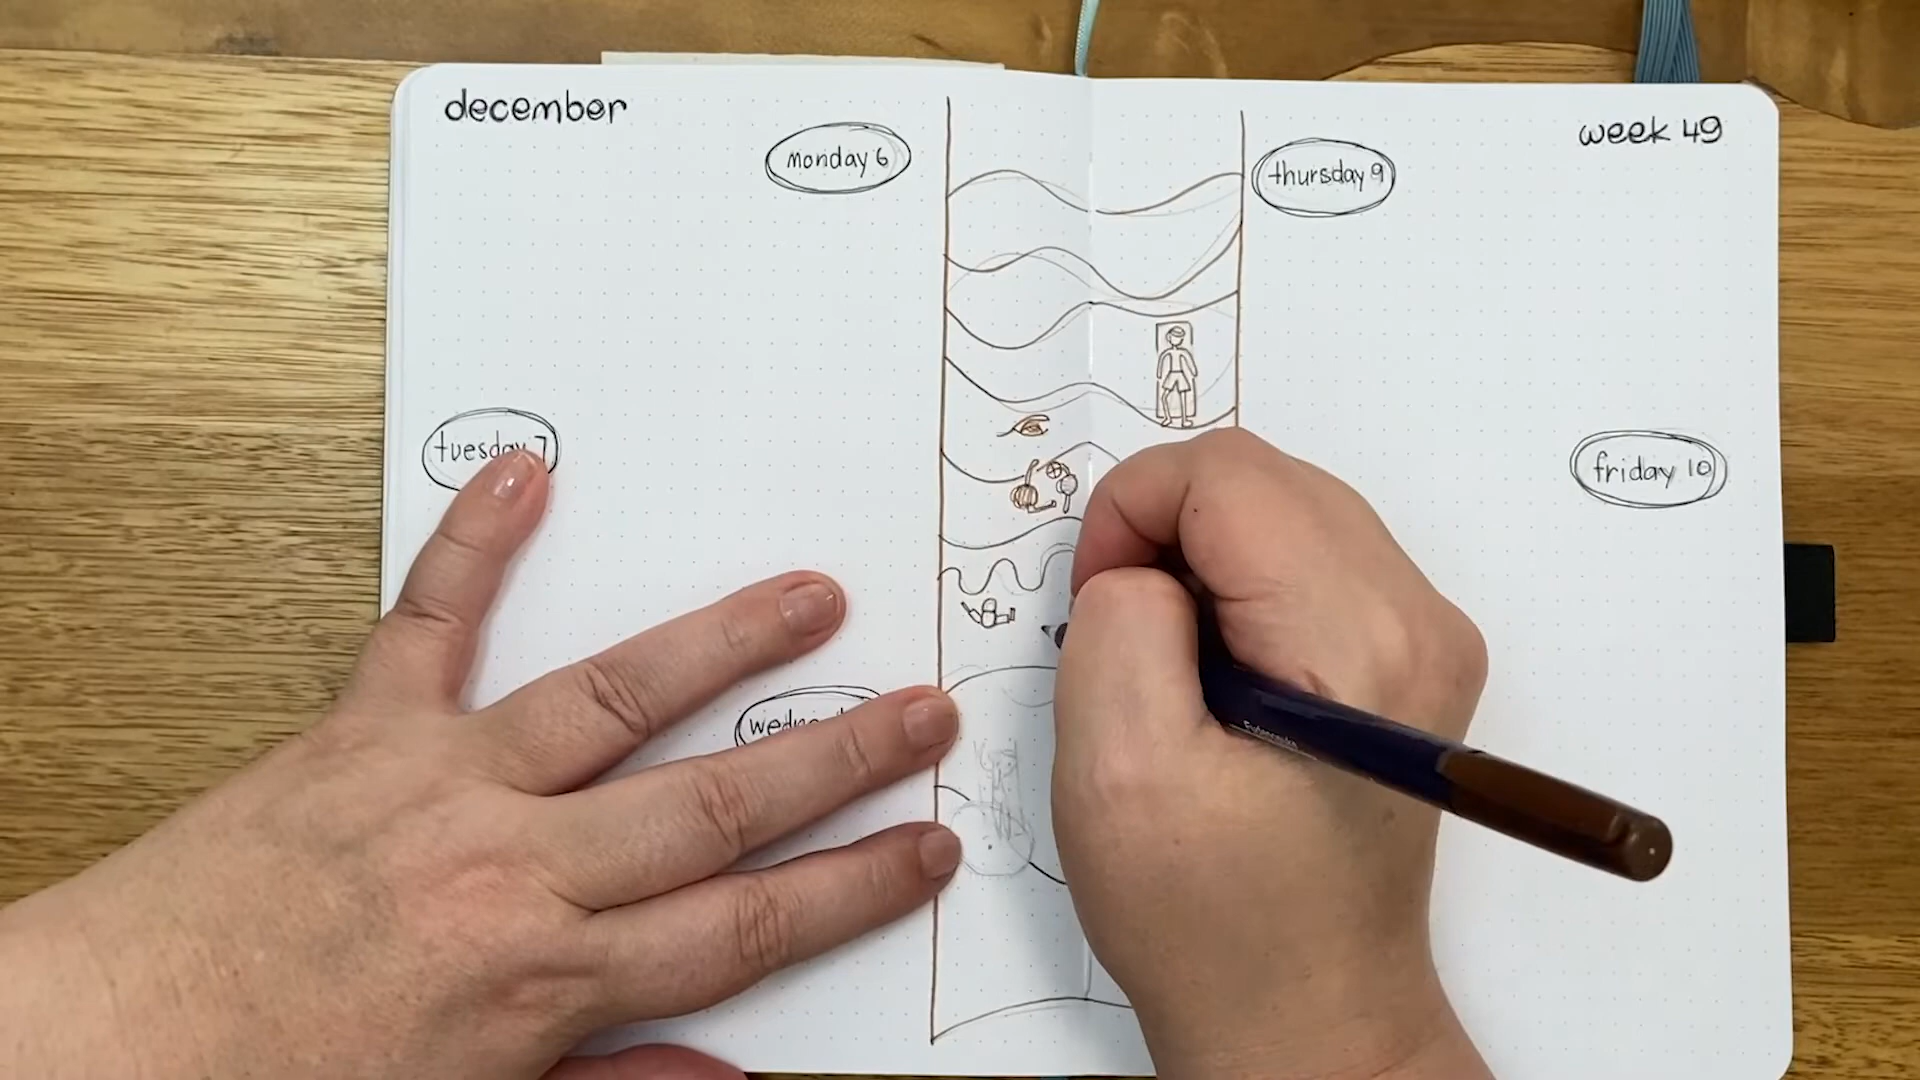 december
monday 6
week 49
thursday 9
tuesday 7
friday 10